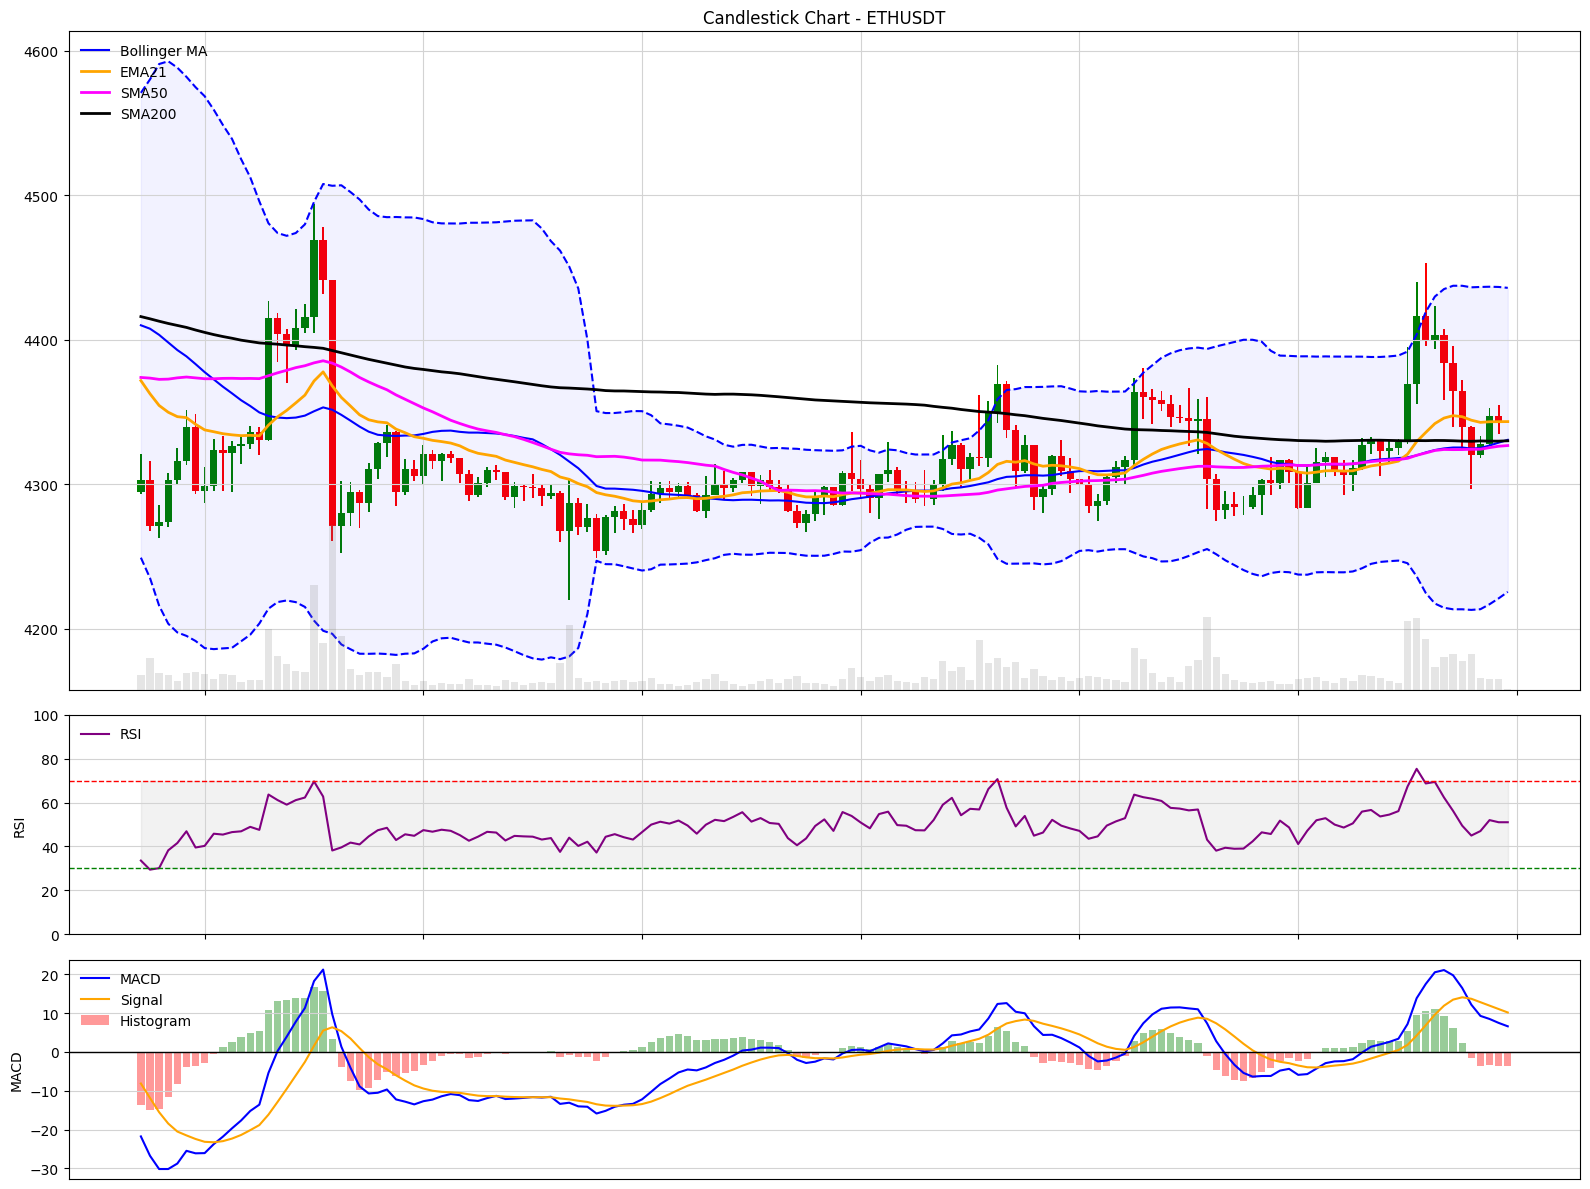 Candlestick Chart - ETHUSDT
Bollinger MA
EMA21
SMA50
SMA200
4600
4500
4400
4300
4200
RSI
100
80
60
40
20
0
RSI
MACD
Signal
Histogram
20
10
0
−10
−20
−30
MACD